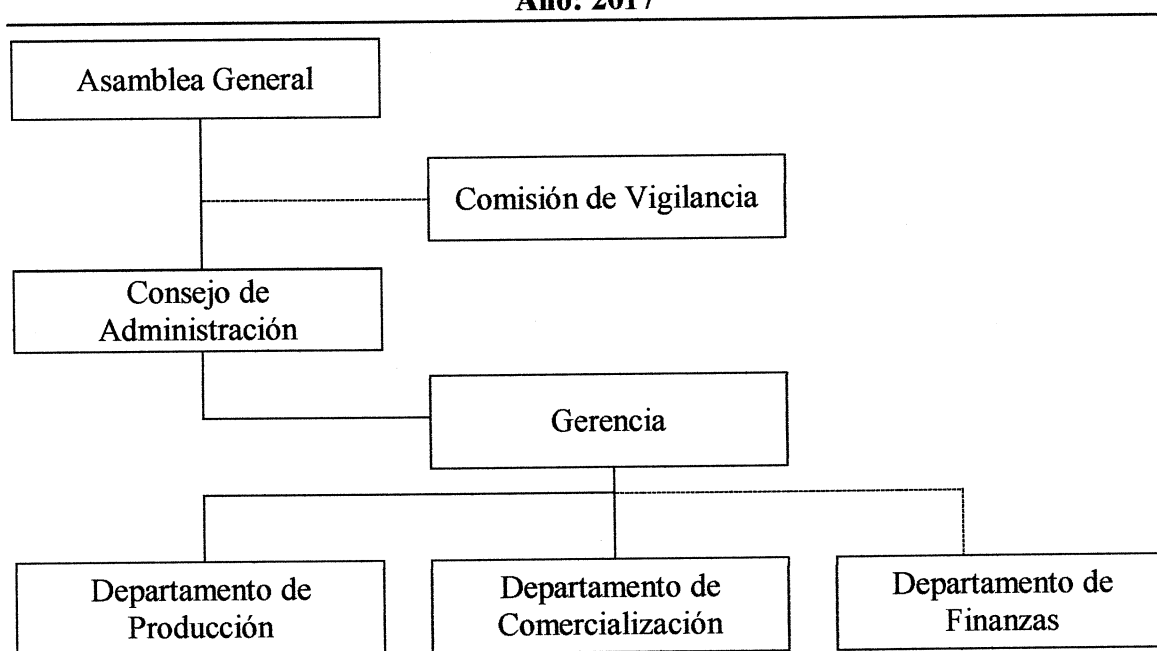 Año: 2017
Asamblea General
Comisión de Vigilancia
Consejo de
Administración
Gerencia
Departamento de
Producción
Departamento de
Comercialización
Departamento de
Finanzas